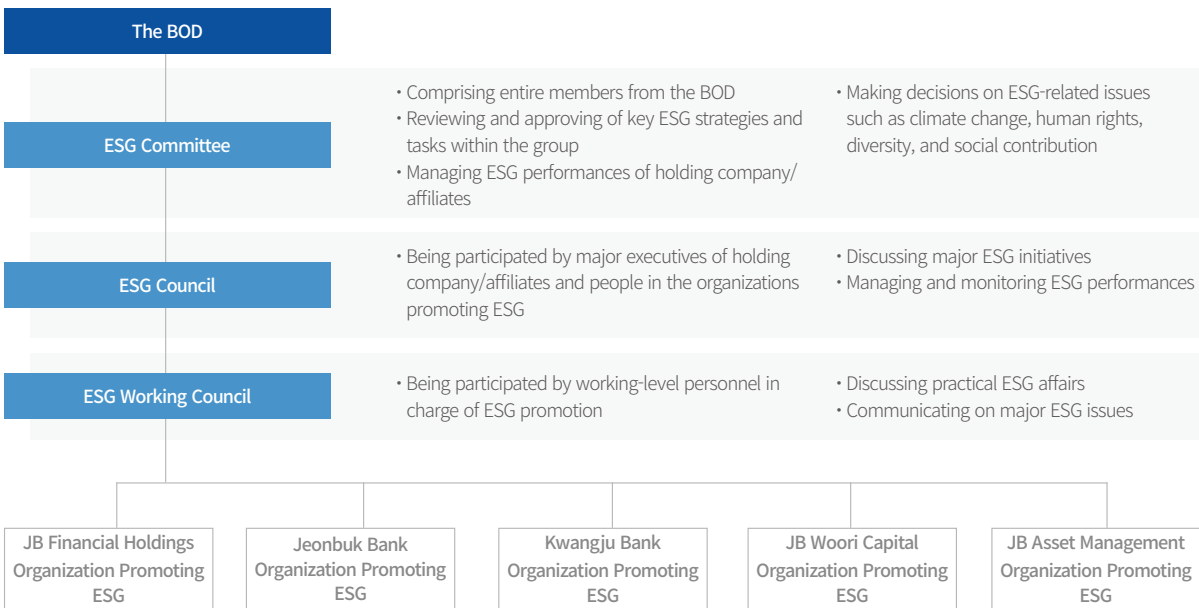 The BOD
ESG Committee
• Comprising entire members from the BOD
• Reviewing and approving of key ESG strategies and
tasks within the group
• Managing ESG performances of holding company/
affiliates
• Making decisions on ESG-related issues
such as climate change, human rights,
diversity, and social contribution
ESG Council
• Being participated by major executives of holding
company/affiliates and people in the organizations
promoting ESG
• Discussing major ESG initiatives
• Managing and monitoring ESG performances
ESG Working Council
• Being participated by working-level personnel in
charge of ESG promotion
• Discussing practical ESG affairs
• Communicating on major ESG issues
JB Financial Holdings
Organization Promoting
ESG
Jeonbuk Bank
Organization Promoting
ESG
Kwangju Bank
Organization Promoting
ESG
JB Woori Capital
Organization Promoting
ESG
JB Asset Management
Organization Promoting
ESG